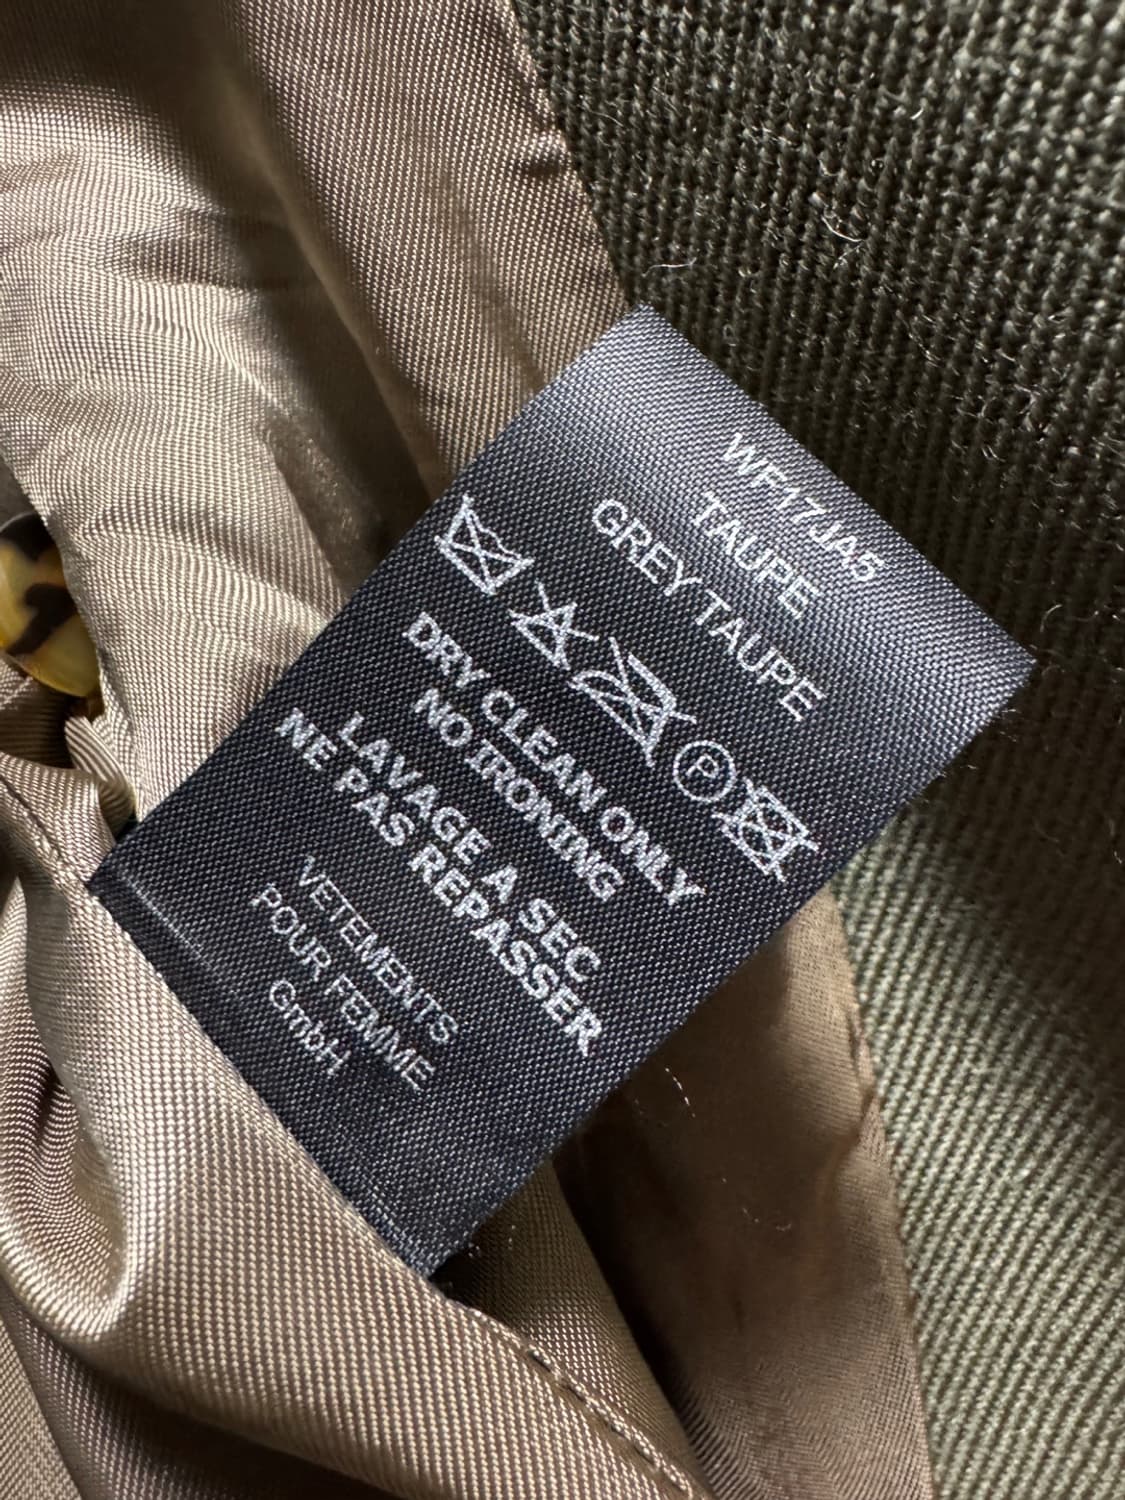 WF17JA5
TAUPE
GREY TAUPE
P
DRY CLEAN ONLY
NO IRONING
LAVAGE A SEC
NE PAS REPASSER
VETEMENTS
POUR FEMME
GmbH